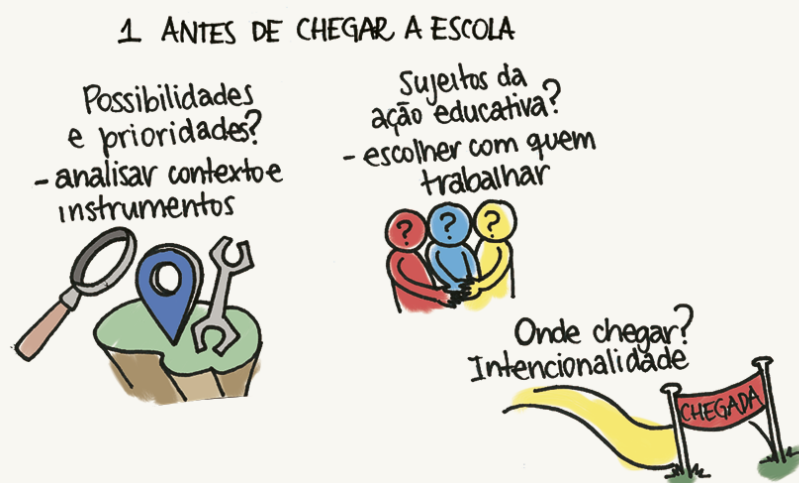 1 ANTES DE CHEGAR A ESCOLA
Possibilidades
e prioridades?
- analisar contexto e
instrumentos
Sujeitos da
ação educativa?
- escolher com quem
trabalhar
? ? ?
Onde chegar?
Intencionalidade
CHEGADA